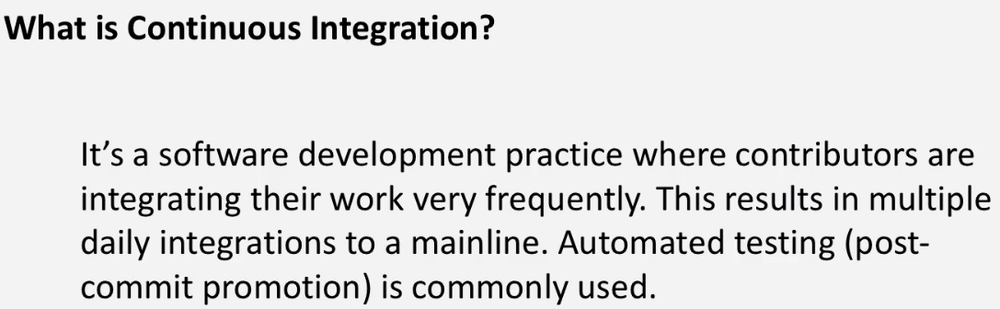 What is Continuous Integration?
It’s a software development practice where contributors are
integrating their work very frequently. This results in multiple
daily integrations to a mainline. Automated testing (post-
commit promotion) is commonly used.